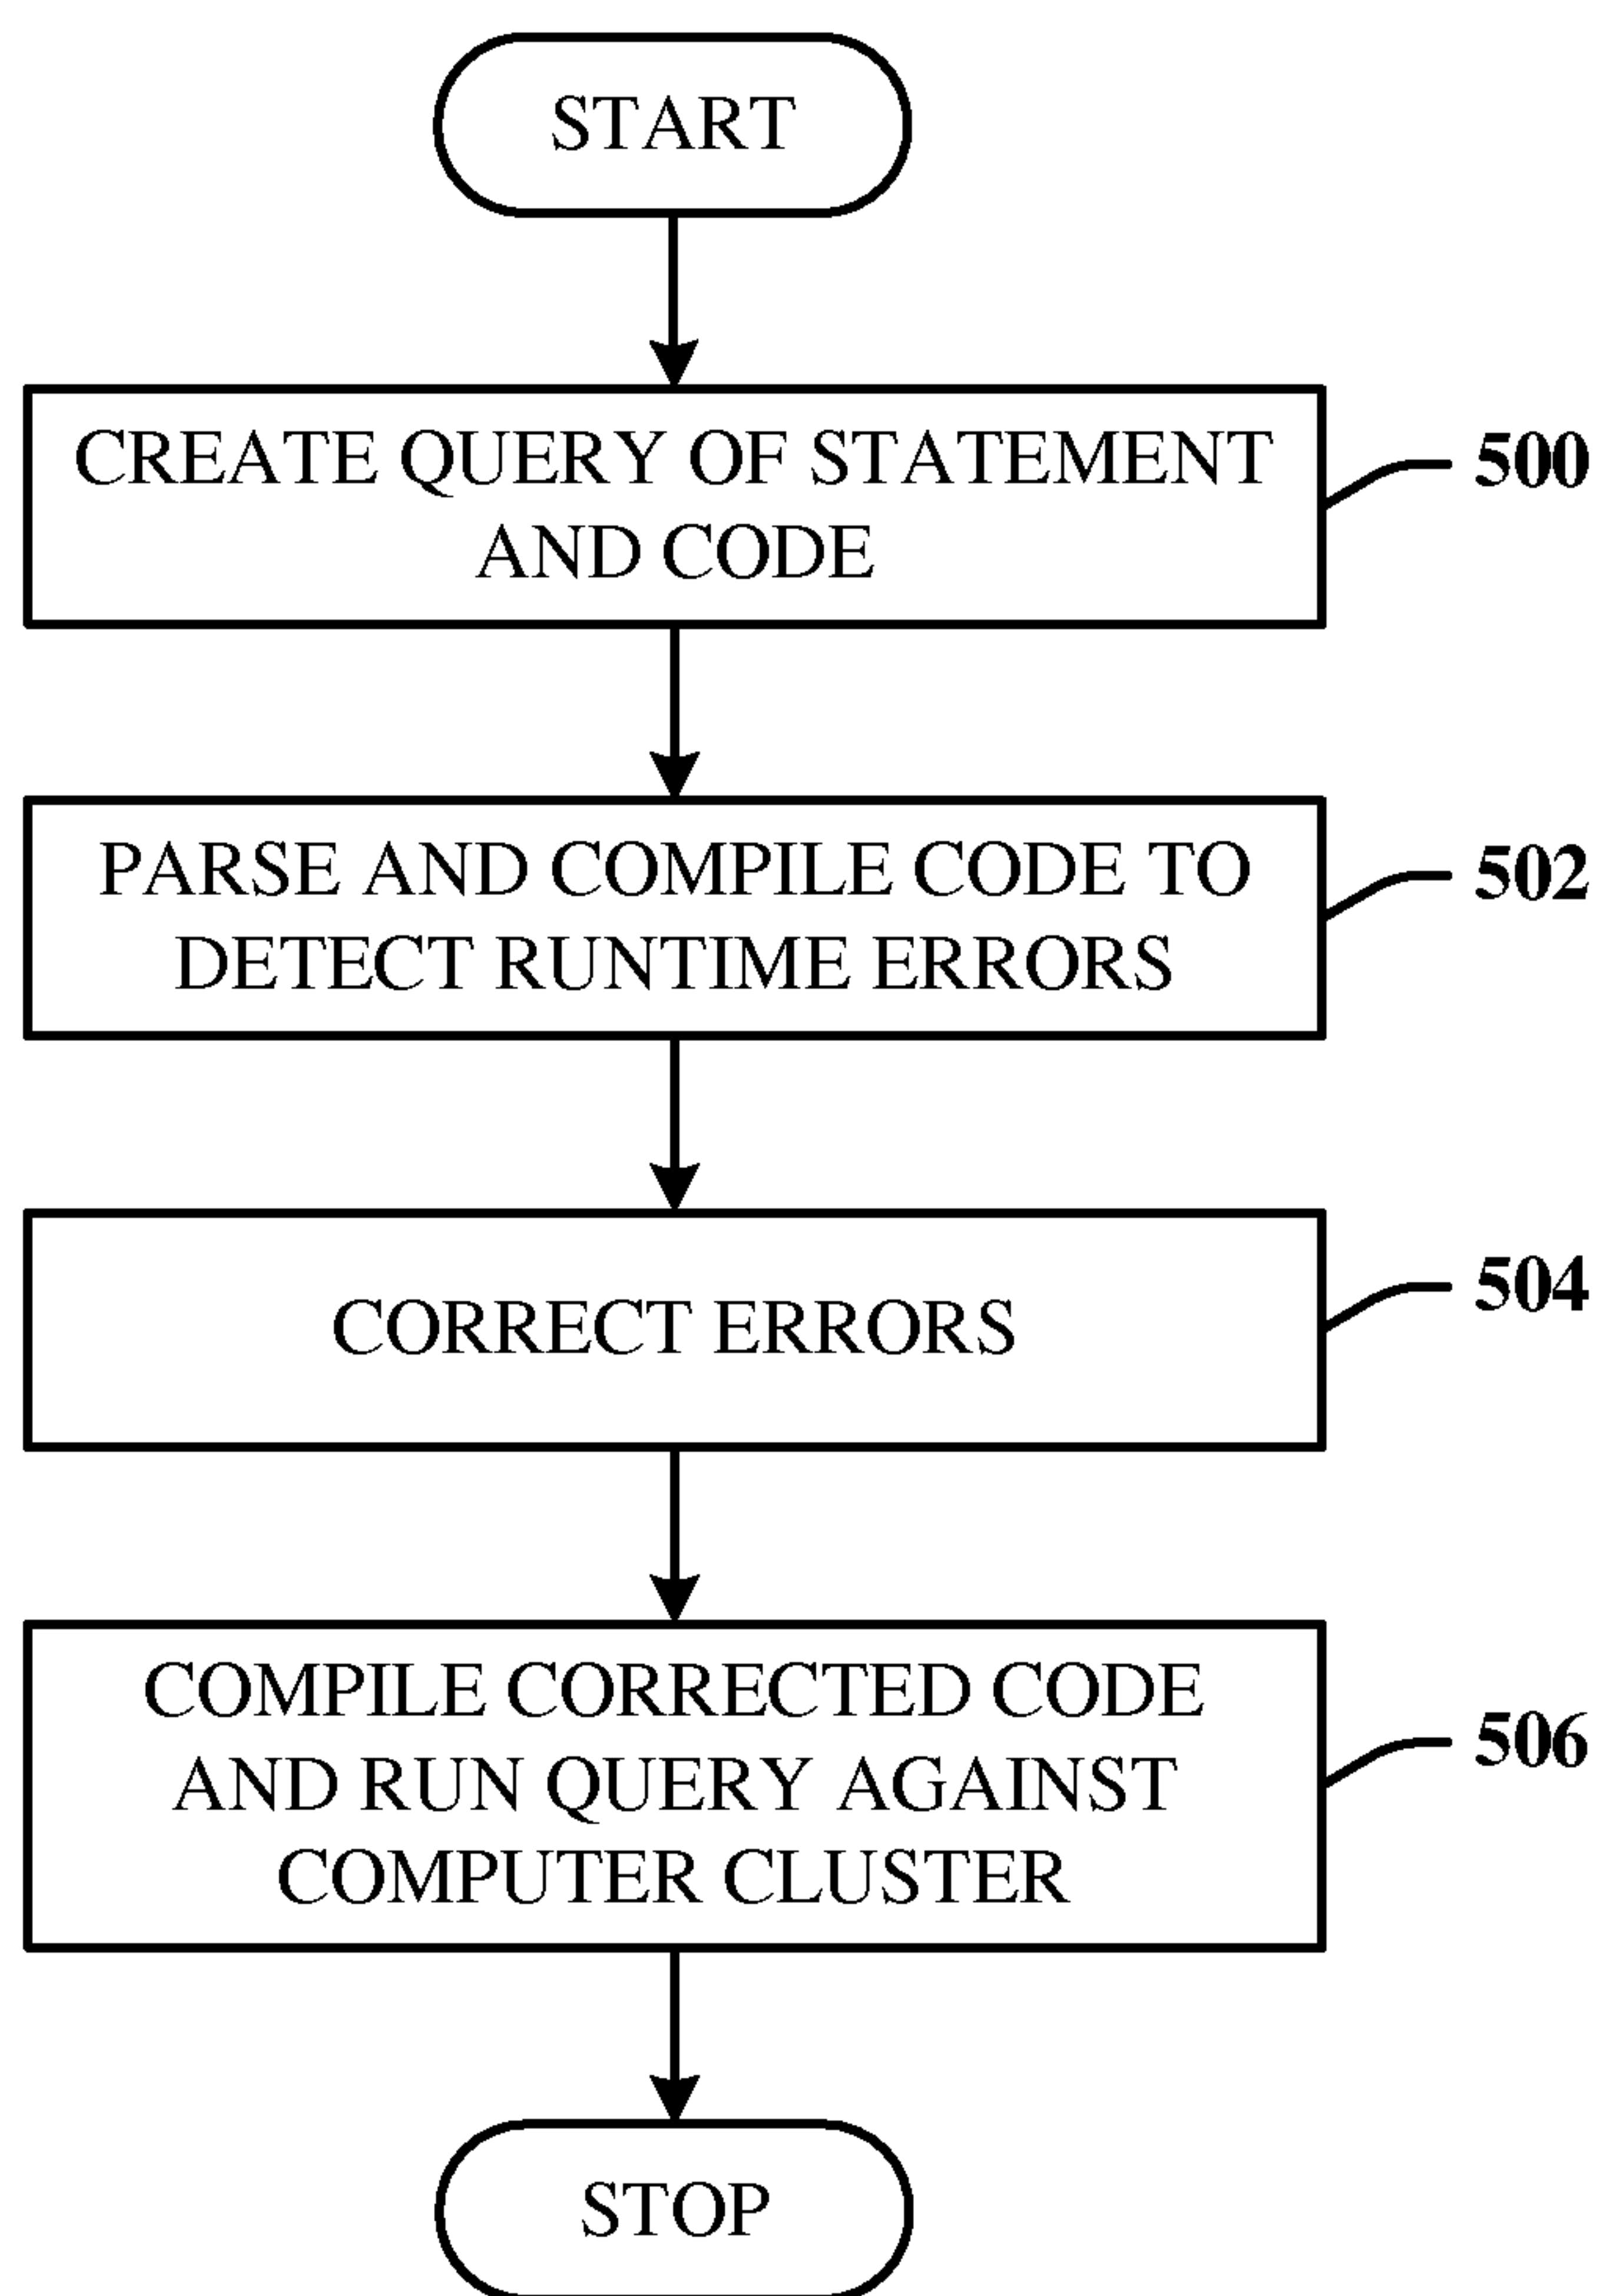 START
CREATE QUERY OF STATEMENT
AND CODE
500
PARSE AND COMPILE CODE TO
DETECT RUNTIME ERRORS
502
CORRECT ERRORS
504
COMPILE CORRECTED CODE
AND RUN QUERY AGAINST
COMPUTER CLUSTER
506
STOP